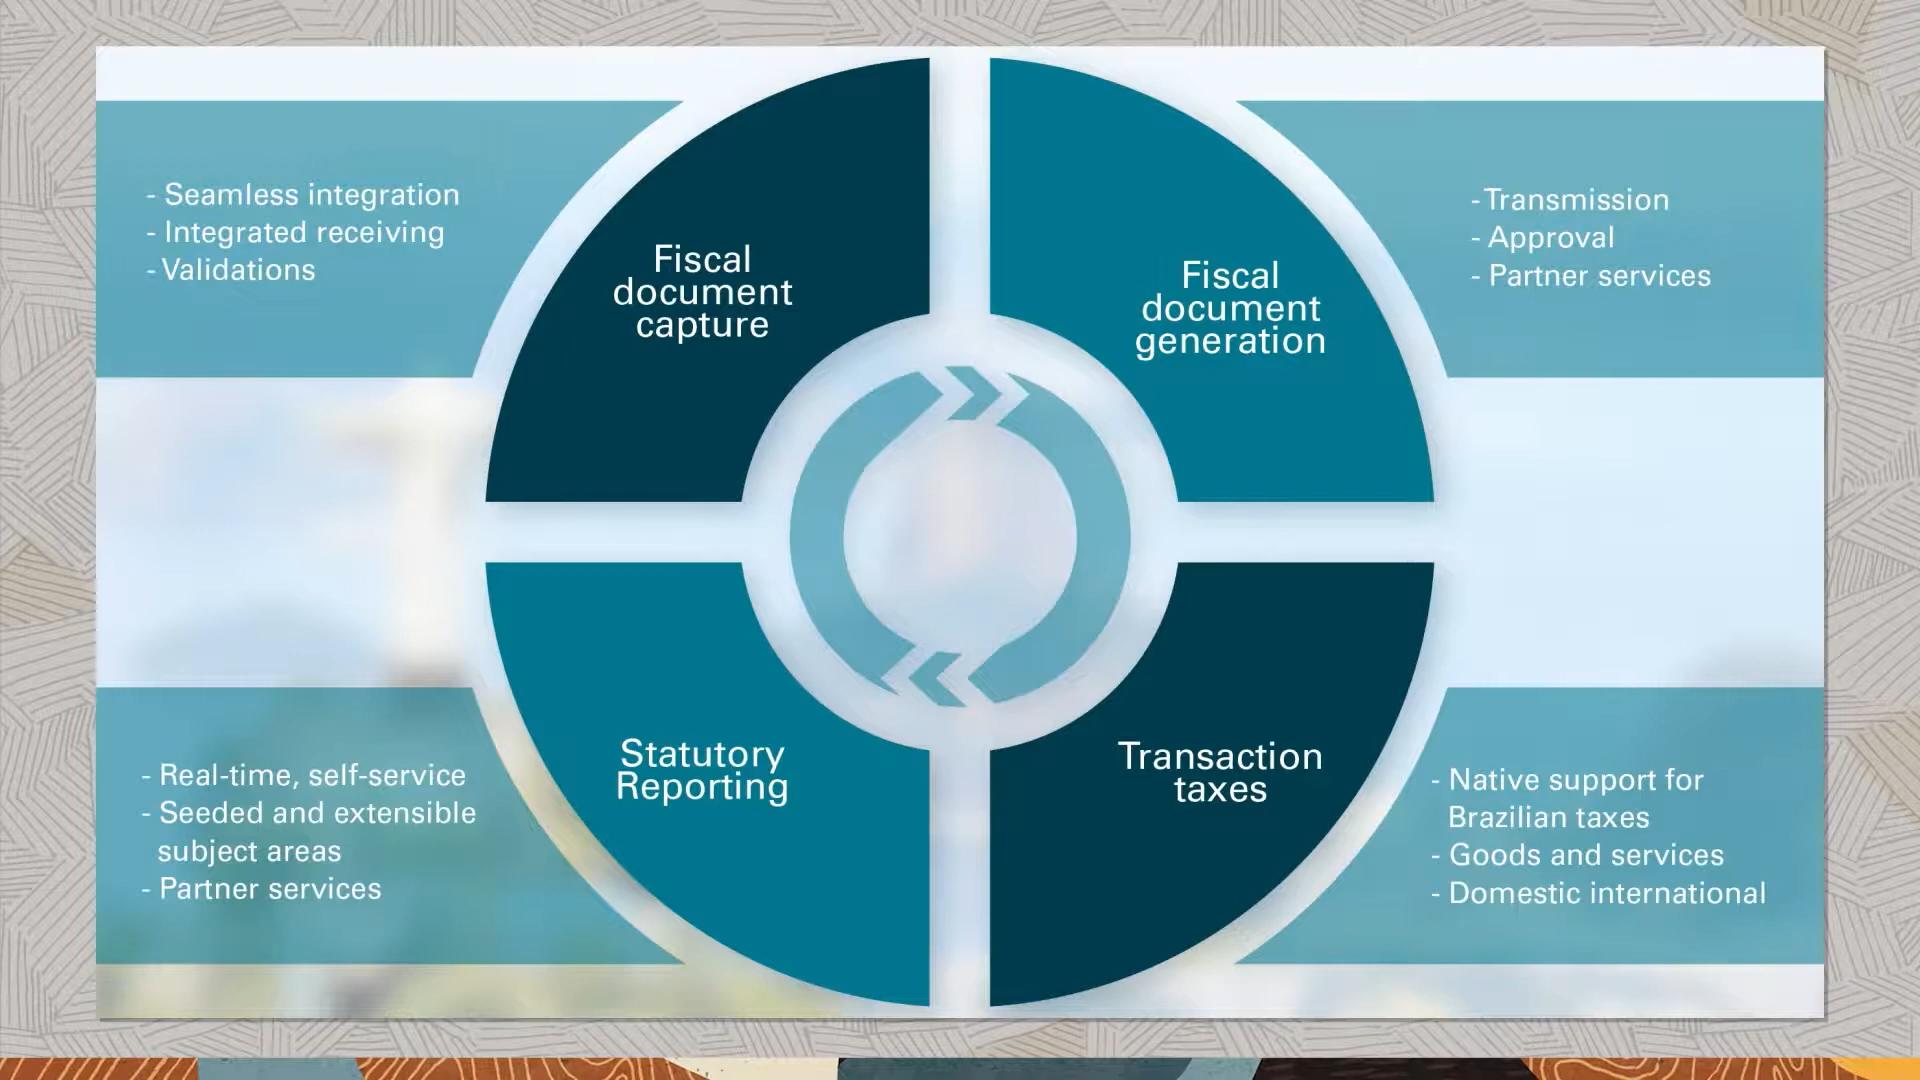 - Seamless integration
- Integrated receiving
- Validations
Fiscal
document
capture
Fiscal
document
generation
- Transmission
- Approval
- Partner services
- Real-time, self-service
- Seeded and extensible
subject areas
- Partner services
Statutory
Reporting
Transaction
taxes
- Native support for
Brazilian taxes
- Goods and services
- Domestic international